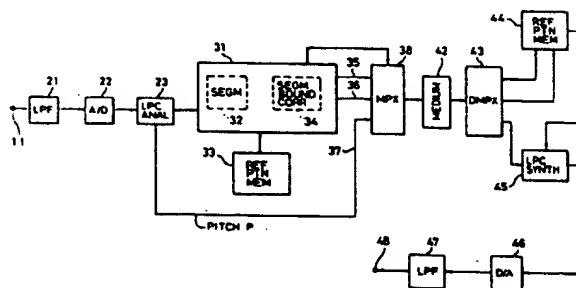 31
44
REF
PTN
MEM
21
22
23
38
42
43
35
36
SEGM
32
SEGM
SOUND
CORR
34
LPF
A/D
LPC
ANAL
MPX
MEDIUM
DMPX
11
33
REF
PTN
MEM
37
LPC
SYNTH
45
PITCH P
48
47
46
LPF
D/A